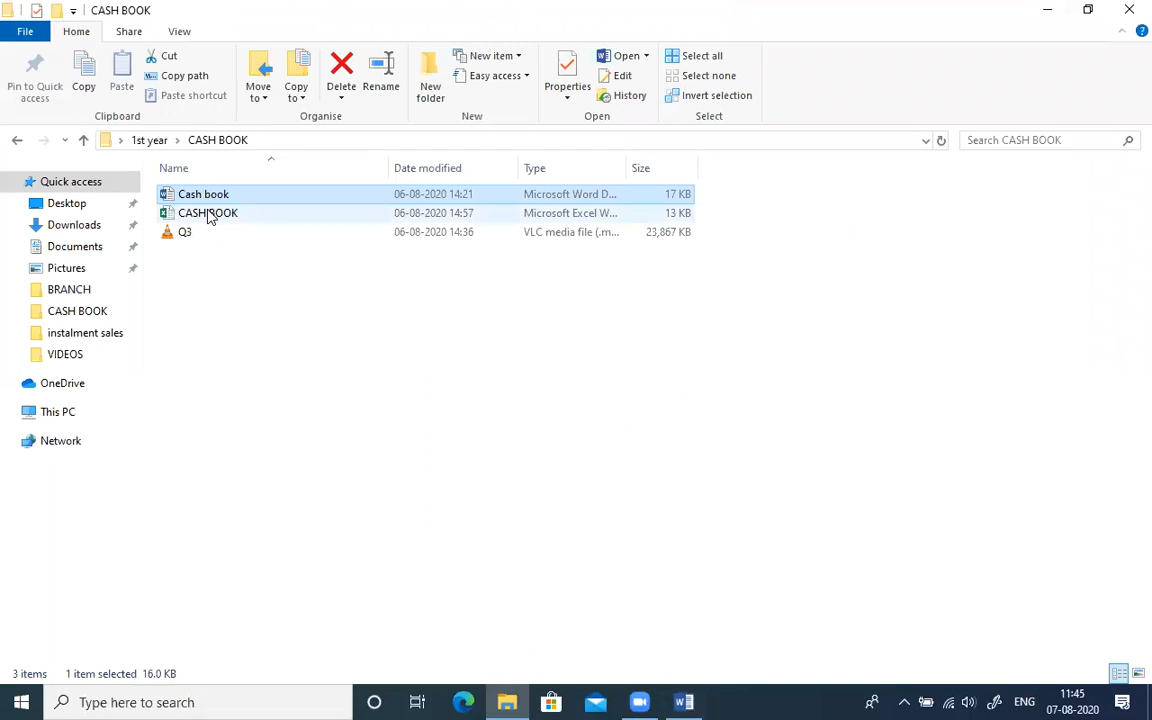 CASH BOOK
File Home Share View
Pin to Quick access
Copy
Paste
Cut
Copy path
Paste shortcut
Clipboard
Move to
Copy to
Delete
Rename
Organise
New folder
New item
Easy access
New
Properties
Open
Edit
History
Open
Select all
Select none
Invert selection
Select
1st year CASH BOOK
Search CASH BOOK
Name Date modified Type Size
Cash book 06-08-2020 14:21 Microsoft Word D... 17 KB
CASH BOOK 06-08-2020 14:57 Microsoft Excel W... 13 KB
Q3 06-08-2020 14:36 VLC media file (.m... 23,867 KB
Quick access
Desktop
Downloads
Documents
Pictures
BRANCH
CASH BOOK
instalment sales
VIDEOS
OneDrive
This PC
Network
3 items 1 item selected 16.0 KB
Type here to search
ENG
11:45
07-08-2020